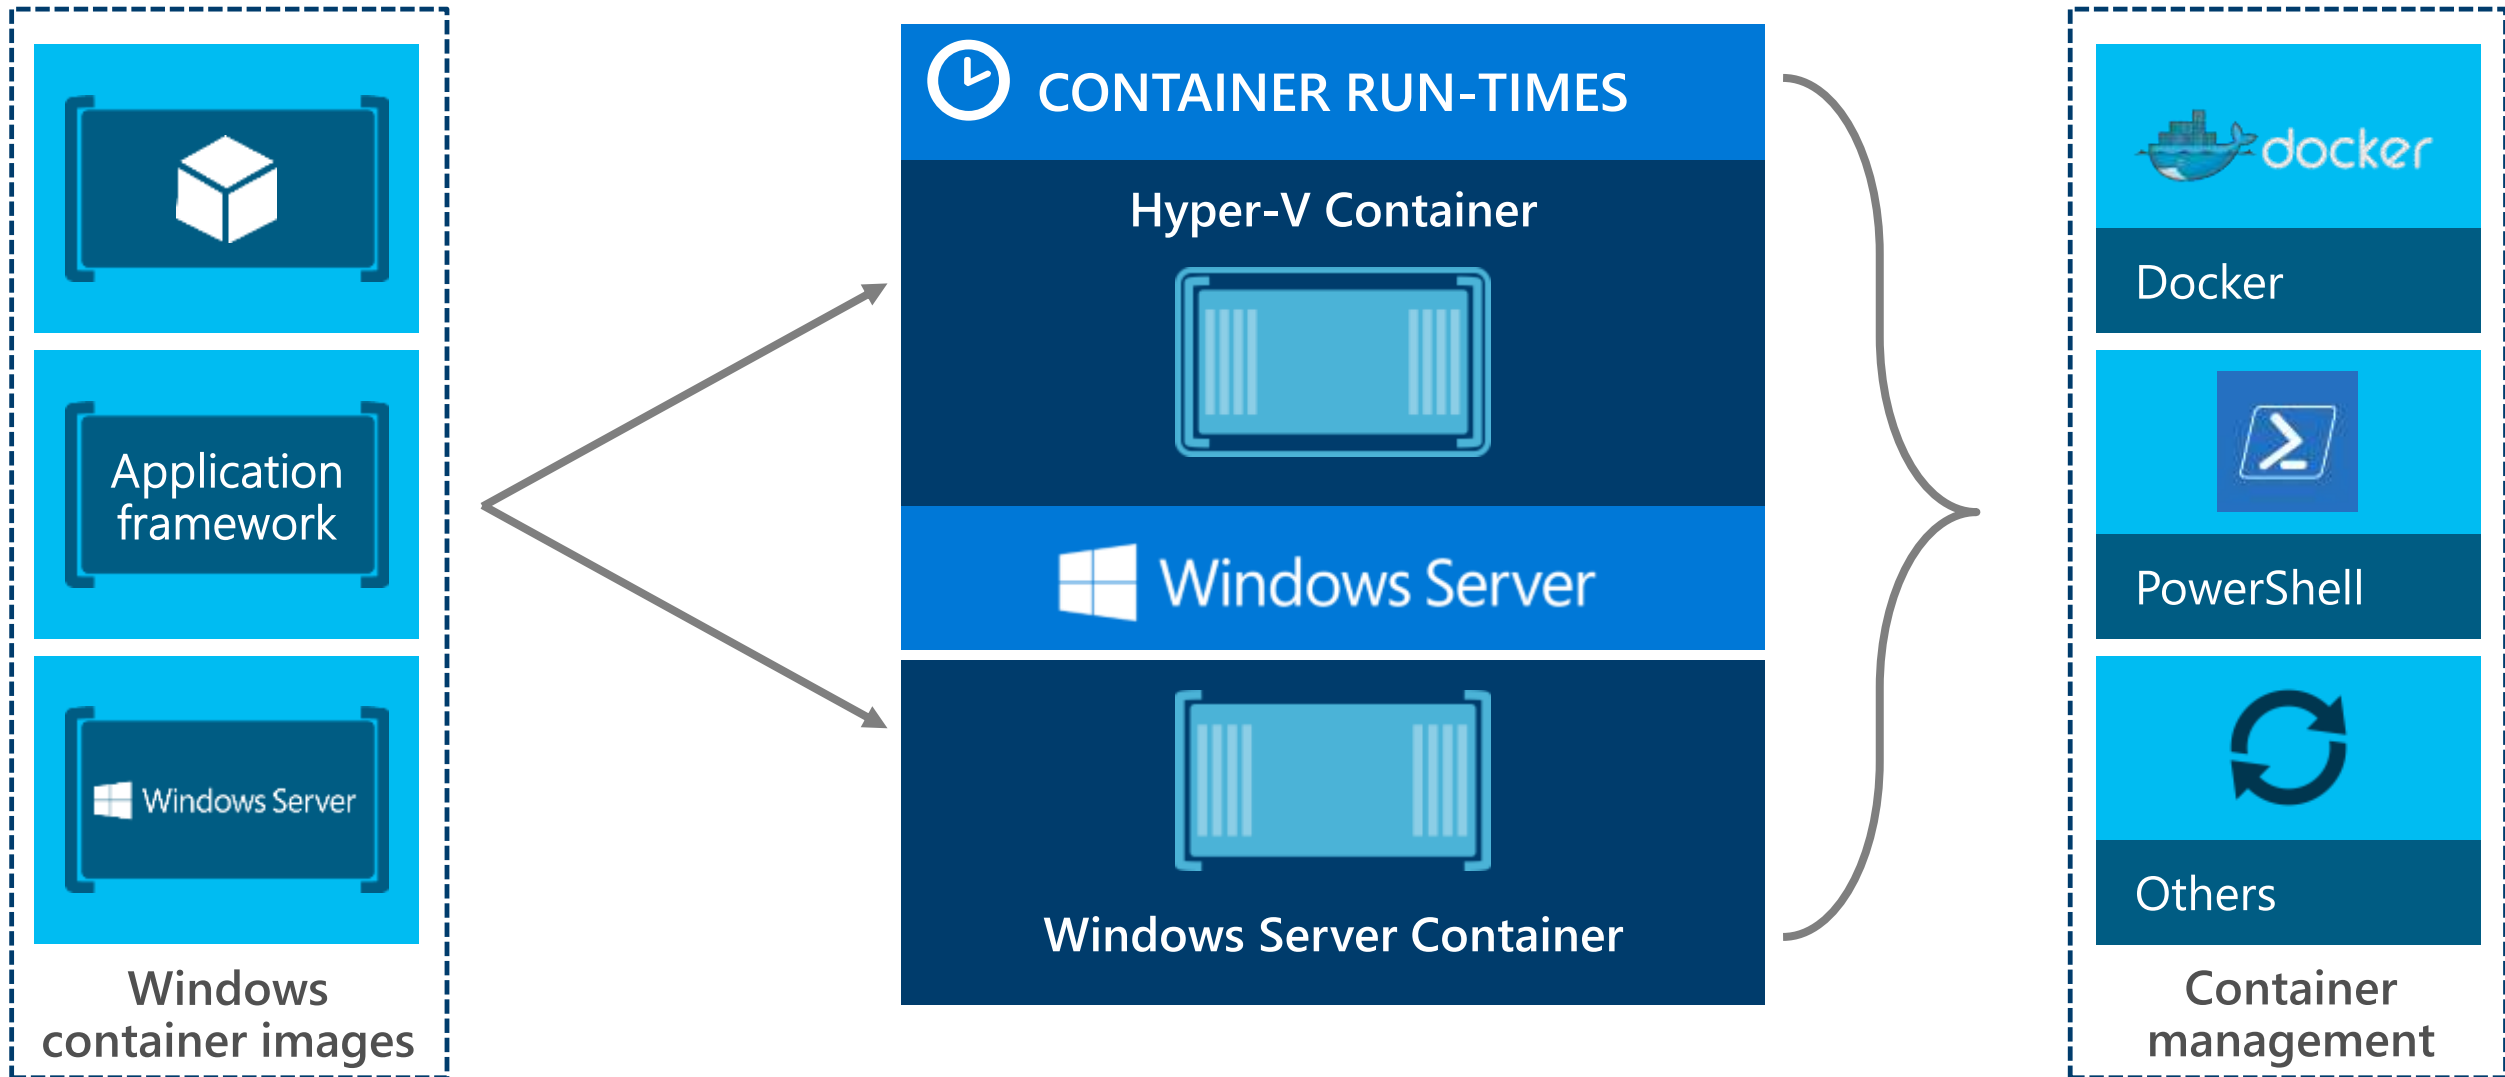 Application
framework
Windows Server
Windows
container images
CONTAINER RUN-TIMES
Hyper-V Container
Windows Server
Windows Server Container
docker
Docker
PowerShell
Others
Container
management